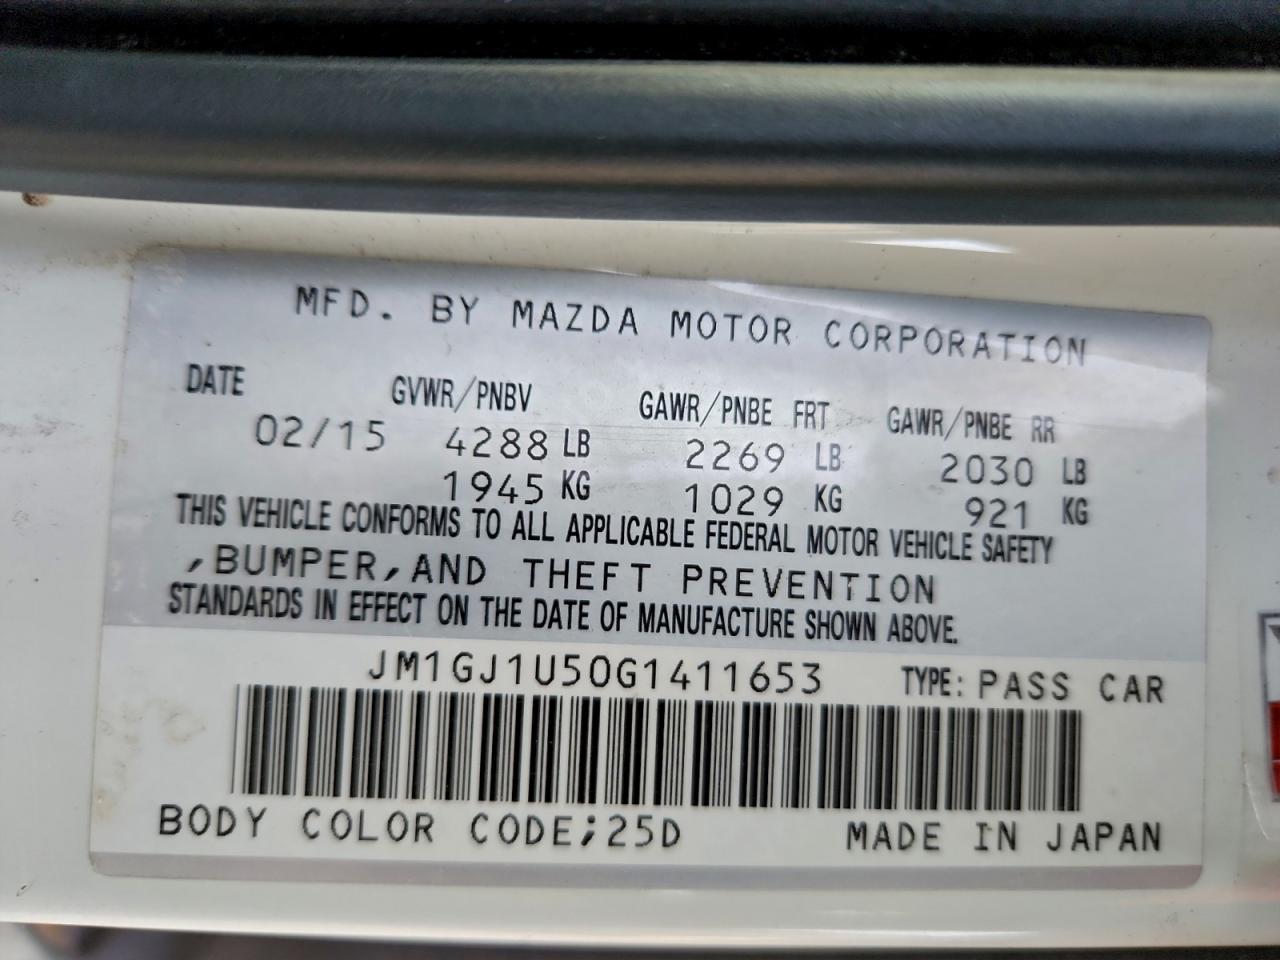 MFD. BY MAZDA MOTOR CORPORATION
DATE GVWR/PNBV GAWR/PNBE FRT GAWR/PNBE RR
02/15 4288 LB 2269 LB 2030 LB
1945 KG 1029 KG 921 KG
THIS VEHICLE CONFORMS TO ALL APPLICABLE FEDERAL MOTOR VEHICLE SAFETY
,BUMPER,AND THEFT PREVENTION
STANDARDS IN EFFECT ON THE DATE OF MANUFACTURE SHOWN ABOVE.
JM1GJ1U50G1411653 TYPE: PASS CAR
BODY COLOR CODE;25D MADE IN JAPAN